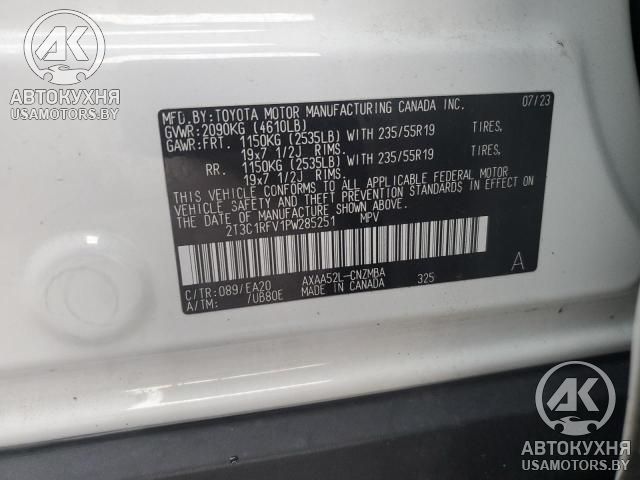 AK
АВТОКУХНЯ
USAMOTORS.BY
MFD.BY:TOYOTA MOTOR MANUFACTURING CANADA INC. 07/23
GVWR:2090KG (4610LB)
GAWR:FRT. 1150KG (2535LB) WITH 235/55R19 TIRES,
19x7 1/2J RIMS.
RR. 1150KG (2535LB) WITH 235/55R19 TIRES,
19x7 1/2J RIMS.
THIS VEHICLE CONFORMS TO ALL APPLICABLE FEDERAL MOTOR
VEHICLE SAFETY AND THEFT PREVENTION STANDARDS IN EFFECT ON
THE DATE OF MANUFACTURE SHOWN ABOVE.
2T3C1RFV1PW285251 MPV
C/TR:089/EA20 AXAA52L-CNZMBA 325 A
A/TM: /UB80E MADE IN CANADA
AK
АВТОКУХНЯ
USAMOTORS.BY